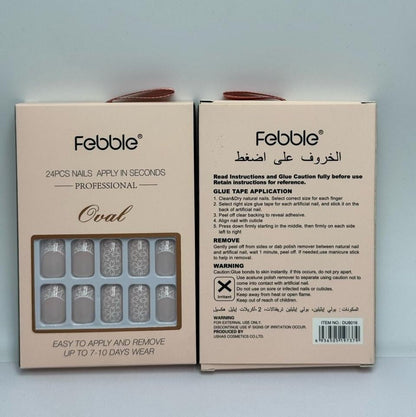 Febble®
24PCS NAILS APPLY IN SECONDS
PROFESSIONAL
Oval
EASY TO APPLY AND REMOVE
UP TO 7-10 DAYS WEAR
Febble®
الخروف على اضغط
Read Instructions and Glue Caution fully before use
Retain instructions for reference.
GLUE TAPE APPLICATION
1. Clean&Dry natural nails. Select correct size for each finger
2. Select right size glue tape for each artificial nail, and stick it on the back of artificial nail.
3. Peel off clear backing to reveal adhesive.
4. Align nail with cuticle
5. Press down firmly starting in the middle, then firmly on each side left to right
REMOVE
Gently peel off from sides or dab polish remover between natural nail and artifical nail, wait 1 minute, peel off. if needed,use manicure stick to help in removal.
WARNING
Caution:Glue bonds to skin instantly. if this occurs, do not pry apart.
Use acetone polish remover to separate using caution not to come into contact with artificial nail.
Do not use on sore or infected nails or cuticles.
Keep away from heat or open flame.
Keep out of reach of children.
Irritant
WARNING
FOR EXTERNAL USE ONLY.
DISCONTINUE USE IF SIGNS OF IRRITATION OCCUR.
PRODUCED BY
USHAS COSMETICS CO.LTD
ITEM NO.: DU8016